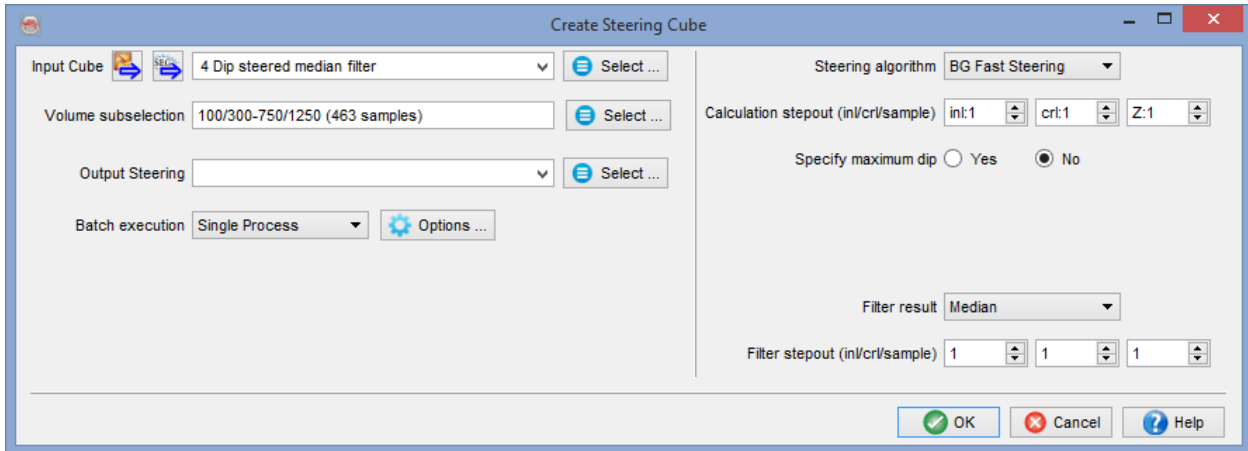 Create Steering Cube
Input Cube SEG 4 Dip steered median filter Select ...
Volume subselection 100/300-750/1250 (463 samples) Select ...
Output Steering Select ...
Batch execution Single Process Options ...
Steering algorithm BG Fast Steering
Calculation stepout (inl/crl/sample) inl:1 crl:1 Z:1
Specify maximum dip Yes No
Filter result Median
Filter stepout (inl/crl/sample) 1 1 1
OK Cancel Help